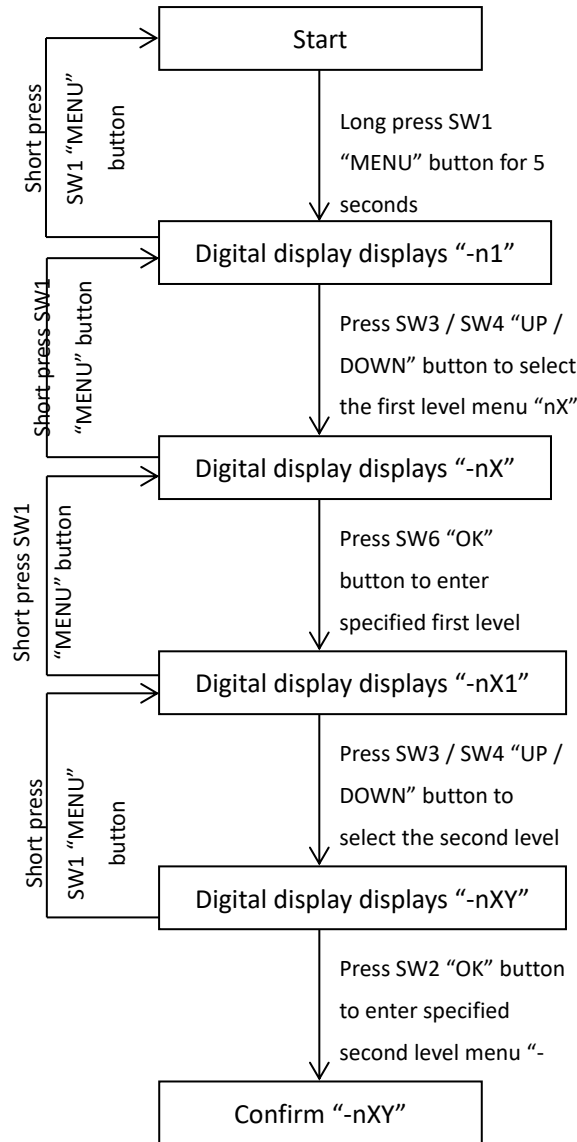 Start
Short press
SW1 “MENU”
button
Long press SW1
“MENU” button for 5
seconds
Digital display displays “-n1”
Short press SW1
“MENU” button
Press SW3 / SW4 “UP /
DOWN” button to select
the first level menu “nX”
Digital display displays “-nX”
Short press SW1
“MENU” button
Press SW6 “OK”
button to enter
specified first level
Digital display displays “-nX1”
Short press
SW1 “MENU”
button
Press SW3 / SW4 “UP /
DOWN” button to
select the second level
Digital display displays “-nXY”
Press SW2 “OK” button
to enter specified
second level menu “-
Confirm “-nXY”